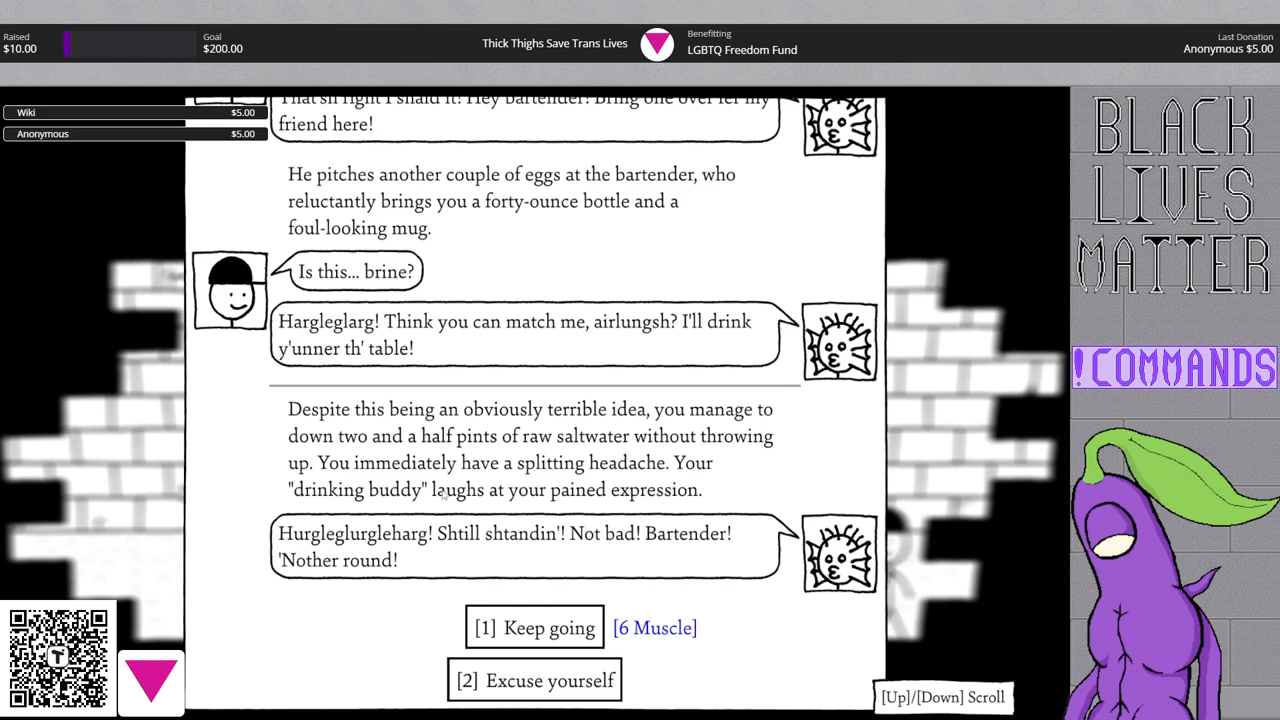 Raised
$10.00
Goal
$200.00
Thick Thighs Save Trans Lives
Benefitting
LGBTQ Freedom Fund
Last Donation
Anonymous $5.00
Wiki $5.00
Anonymous $5.00
That'sh right I shaid it! Hey bartender! Bring one over fer my
friend here!
He pitches another couple of eggs at the bartender, who
reluctantly brings you a forty-ounce bottle and a
foul-looking mug.
Is this... brine?
Hargleglarg! Think you can match me, airlungsh? I'll drink
y'unner th' table!
Despite this being an obviously terrible idea, you manage to
down two and a half pints of raw saltwater without throwing
up. You immediately have a splitting headache. Your
"drinking buddy" laughs at your pained expression.
Hurgleglurgleharg! Shtill shtandin'! Not bad! Bartender!
'Nother round!
[1] Keep going [6 Muscle]
[2] Excuse yourself
[Up]/[Down] Scroll
BLACK
LIVES
MATTER
!COMMANDS
T